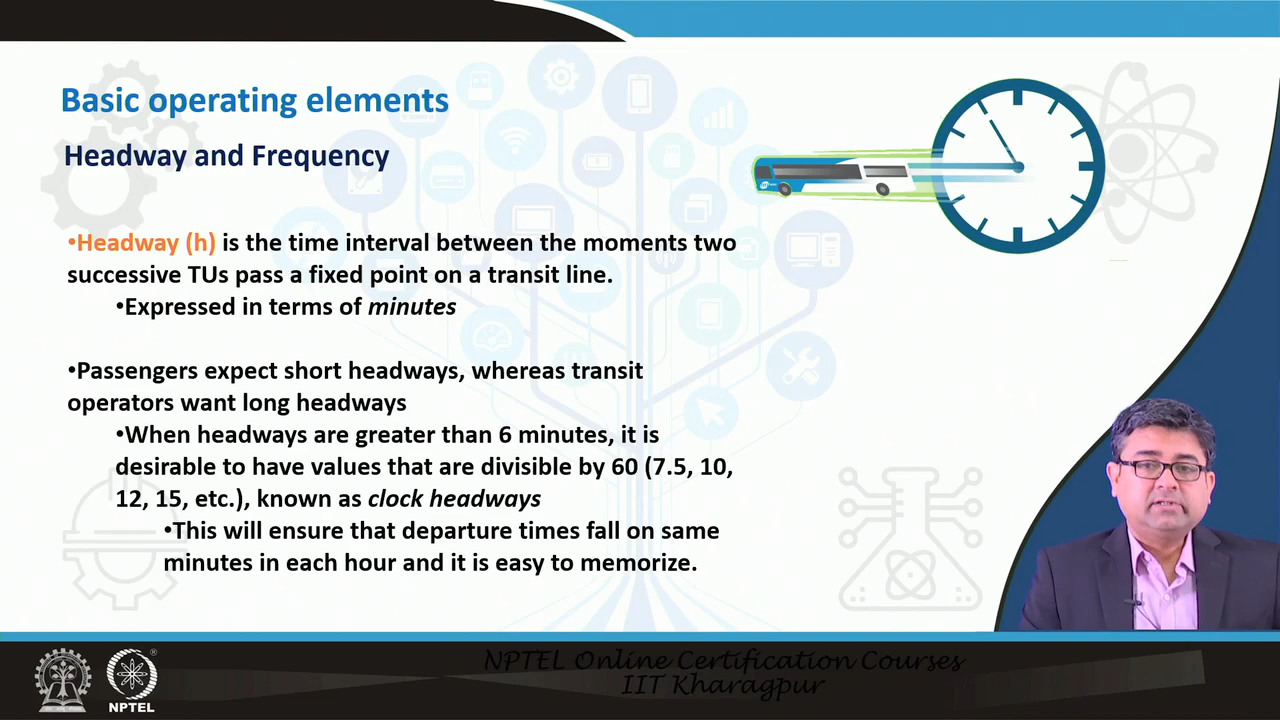 Basic operating elements
Headway and Frequency
•Headway (h) is the time interval between the moments two
successive TUs pass a fixed point on a transit line.
•Expressed in terms of minutes
•Passengers expect short headways, whereas transit
operators want long headways
•When headways are greater than 6 minutes, it is
desirable to have values that are divisible by 60 (7.5, 10,
12, 15, etc.), known as clock headways
•This will ensure that departure times fall on same
minutes in each hour and it is easy to memorize.
NPTEL Online Certification Courses
IIT Kharagpur
NPTEL